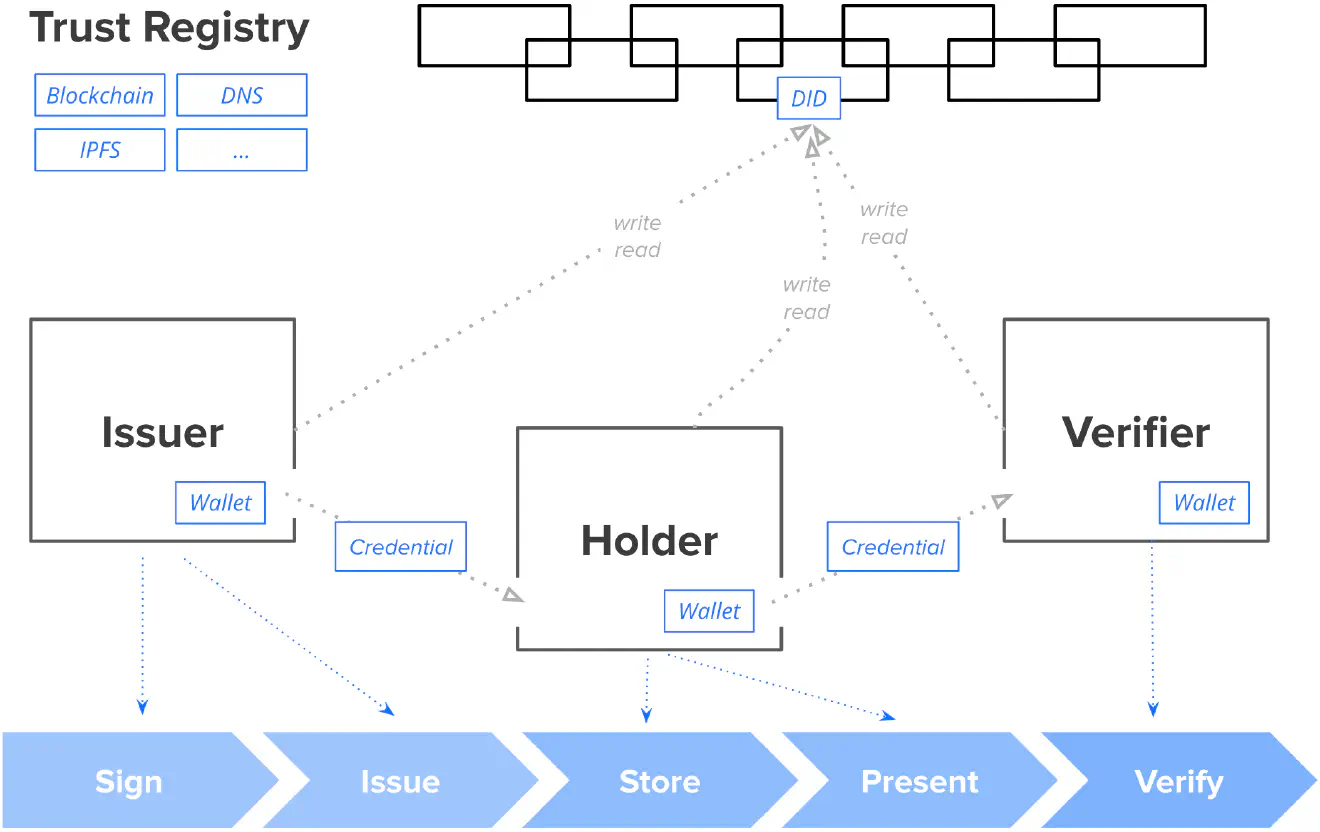 Trust Registry
Blockchain
DNS
IPFS
...
DID
write
read
write
read
write
read
Issuer
Wallet
Credential
Holder
Wallet
Credential
Verifier
Wallet
Sign
Issue
Store
Present
Verify